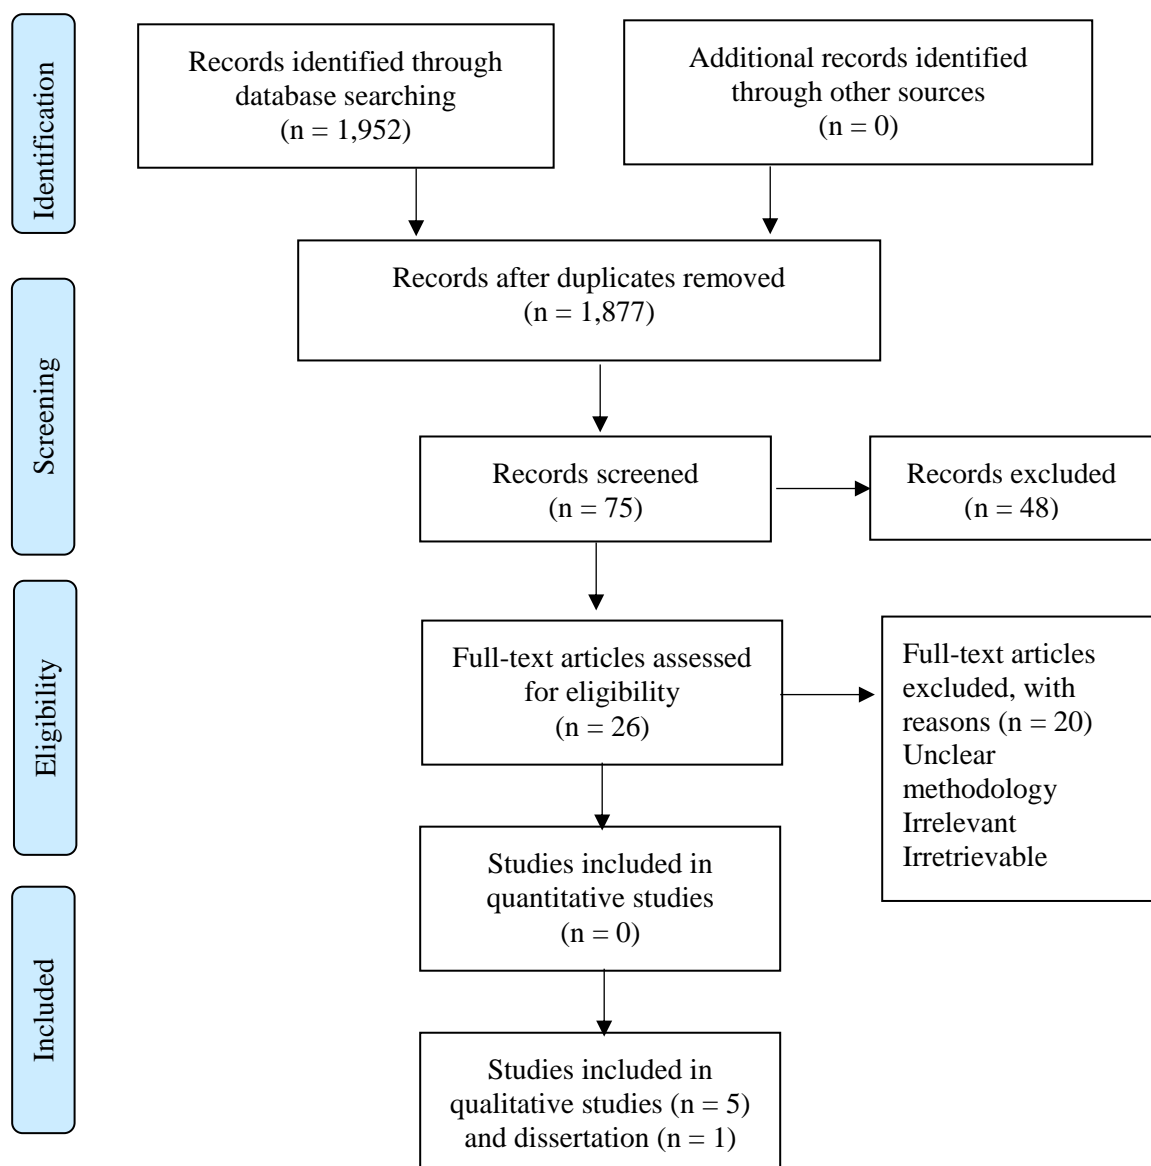 Identification
Records identified through
database searching
(n = 1,952)
Additional records identified
through other sources
(n = 0)
Records after duplicates removed
(n = 1,877)
Screening
Records screened
(n = 75)
Records excluded
(n = 48)
Eligibility
Full-text articles assessed
for eligibility
(n = 26)
Full-text articles
excluded, with
reasons (n = 20)
Unclear
methodology
Irrelevant
Irretrievable
Studies included in
quantitative studies
(n = 0)
Included
Studies included in
qualitative studies (n = 5)
and dissertation (n = 1)